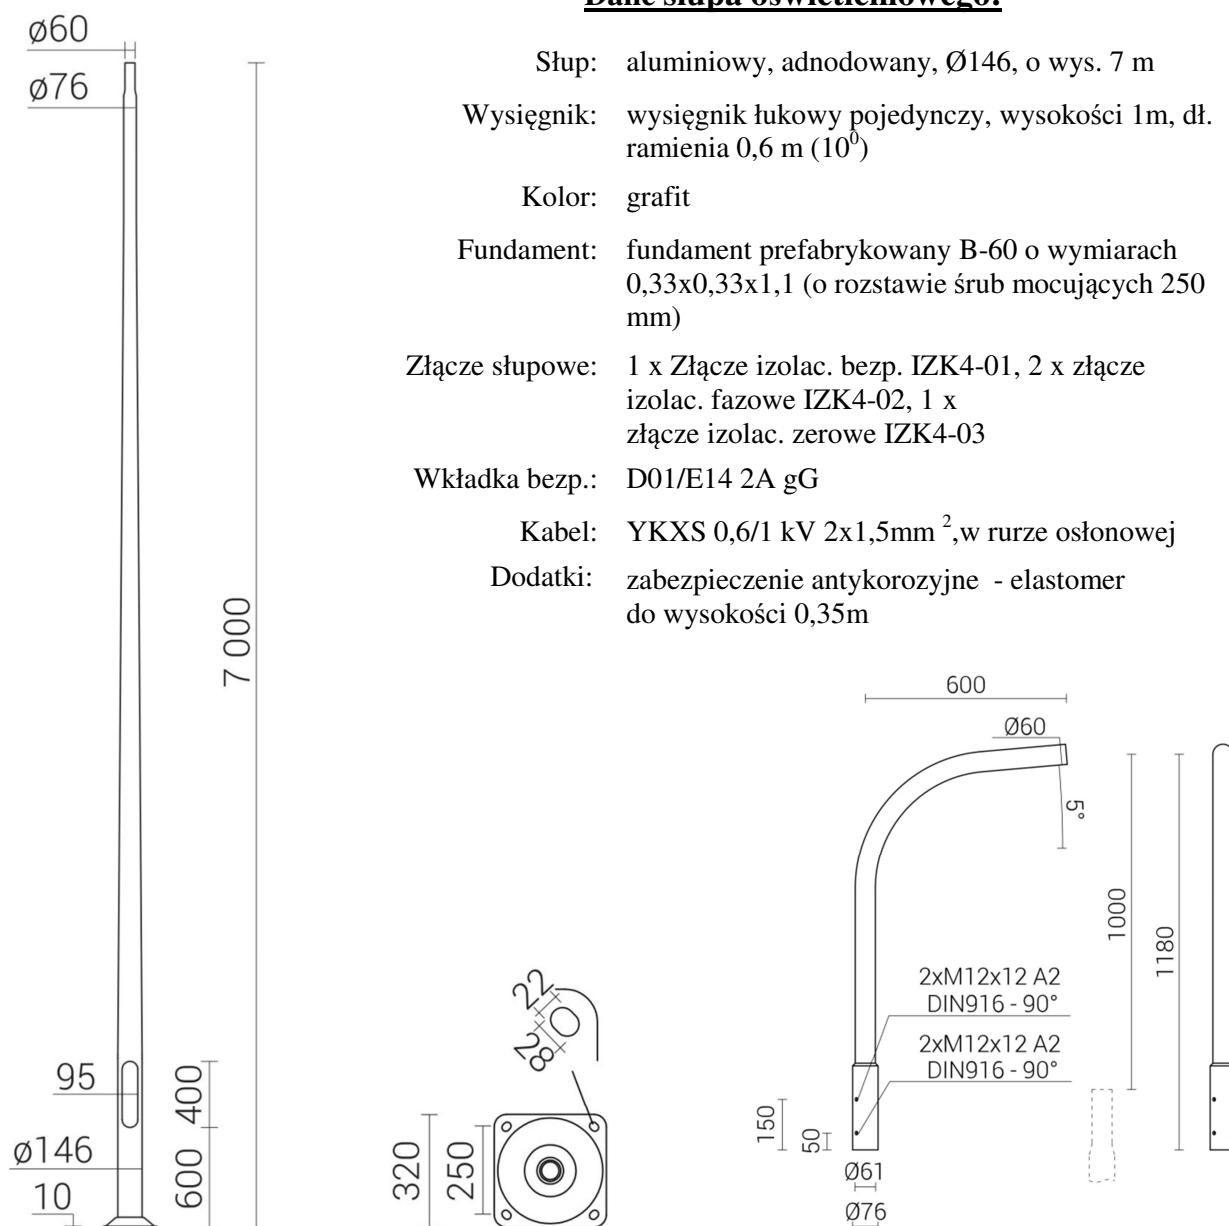 Dane słupa oświetleniowego:
Słup: aluminiowy, adnodowany, Ø146, o wys. 7 m
Wysięgnik: wysięgnik łukowy pojedynczy, wysokości 1m, dł.
ramienia 0,6 m (10⁰)
Kolor: grafit
Fundament: fundament prefabrykowany B-60 o wymiarach
0,33x0,33x1,1 (o rozstawie śrub mocujących 250
mm)
Złącze słupowe: 1 x Złącze izolac. bezp. IZK4-01, 2 x złącze
izolac. fazowe IZK4-02, 1 x
złącze izolac. zerowe IZK4-03
Wkładka bezp.: D01/E14 2A gG
Kabel: YKXS 0,6/1 kV 2x1,5mm ²,w rurze osłonowej
Dodatki: zabezpieczenie antykorozyjne - elastomer
do wysokości 0,35m
ø60
ø76
7 000
95
400
ø146
600
10
22
28
320
250
600
Ø60
5°
1000
1180
2xM12x12 A2
DIN916 - 90°
2xM12x12 A2
DIN916 - 90°
150
50
Ø61
Ø76